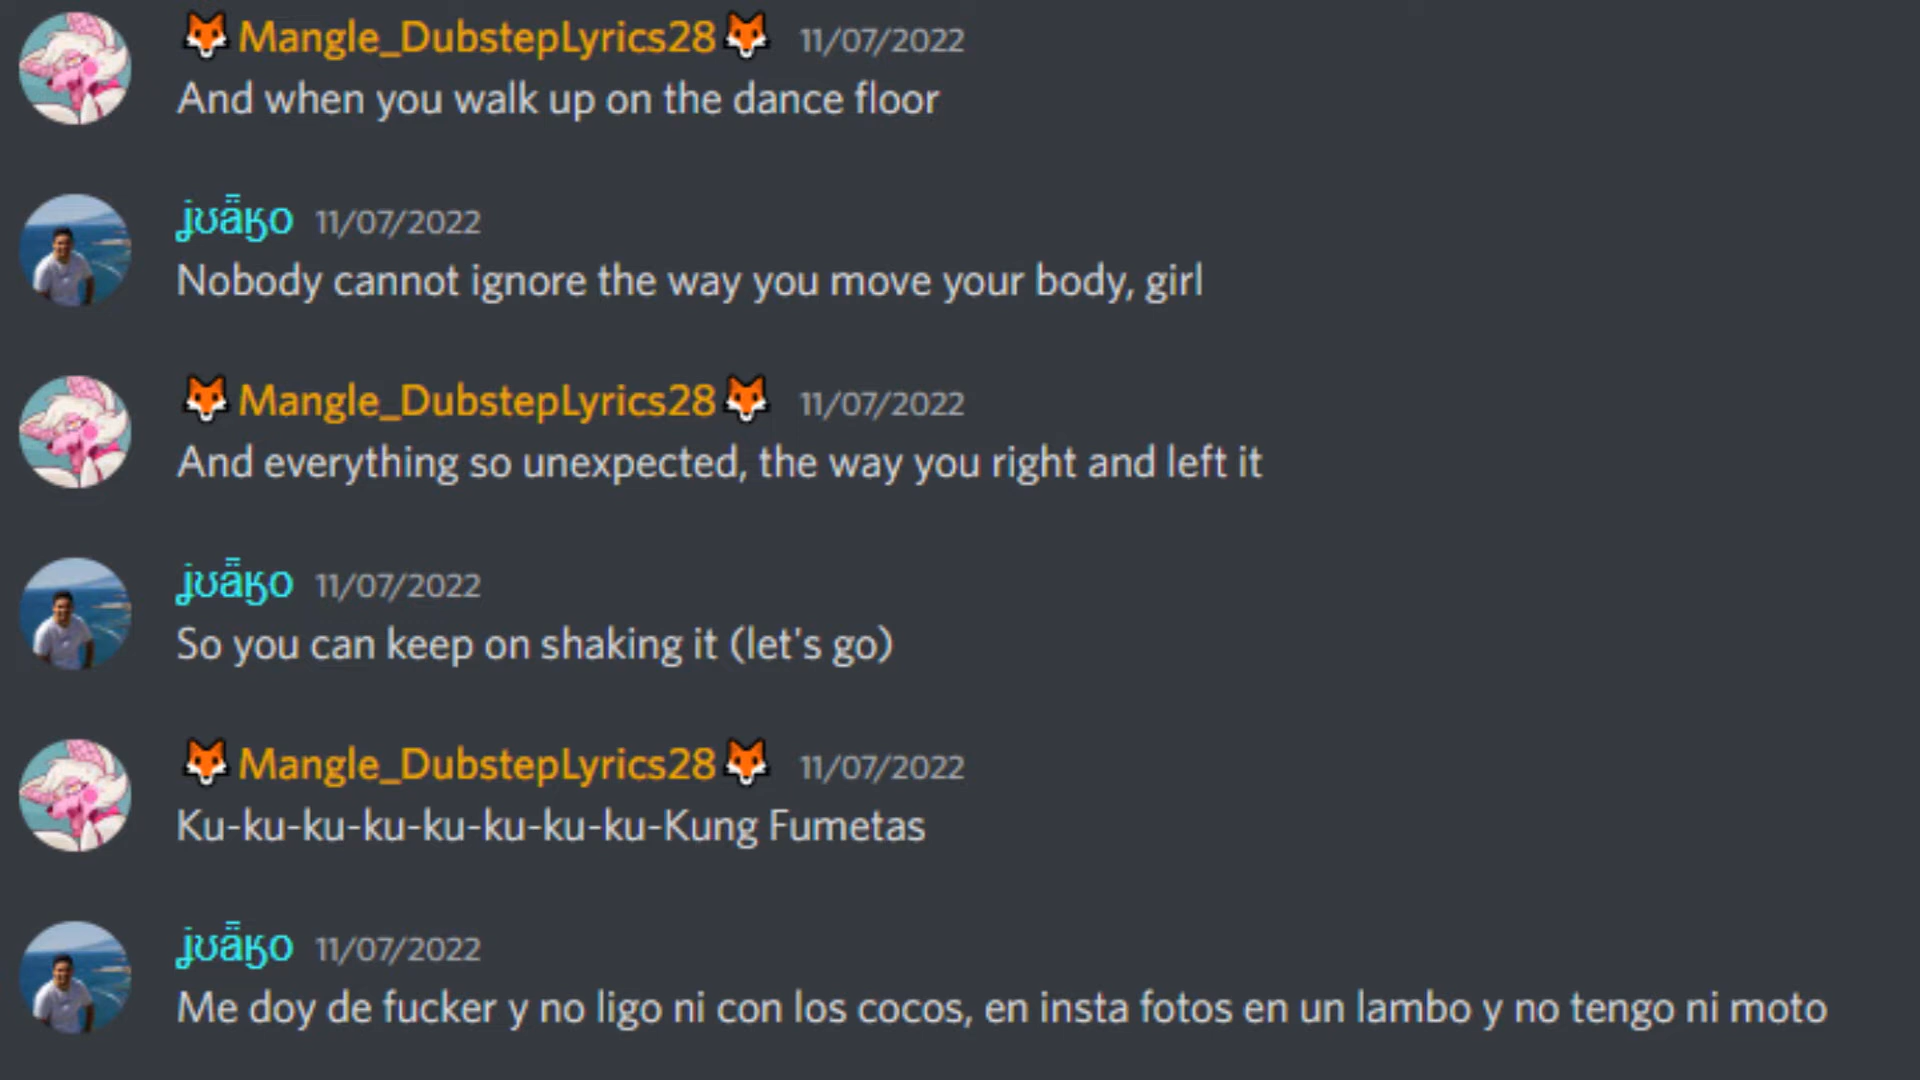 🦊Mangle_DubstepLyrics28🦊 11/07/2022
And when you walk up on the dance floor
ʝʊǟӄօ 11/07/2022
Nobody cannot ignore the way you move your body, girl
🦊Mangle_DubstepLyrics28🦊 11/07/2022
And everything so unexpected, the way you right and left it
ʝʊǟӄօ 11/07/2022
So you can keep on shaking it (let's go)
🦊Mangle_DubstepLyrics28🦊 11/07/2022
Ku-ku-ku-ku-ku-ku-ku-ku-Kung Fumetas
ʝʊǟӄօ 11/07/2022
Me doy de fucker y no ligo ni con los cocos, en insta fotos en un lambo y no tengo ni moto